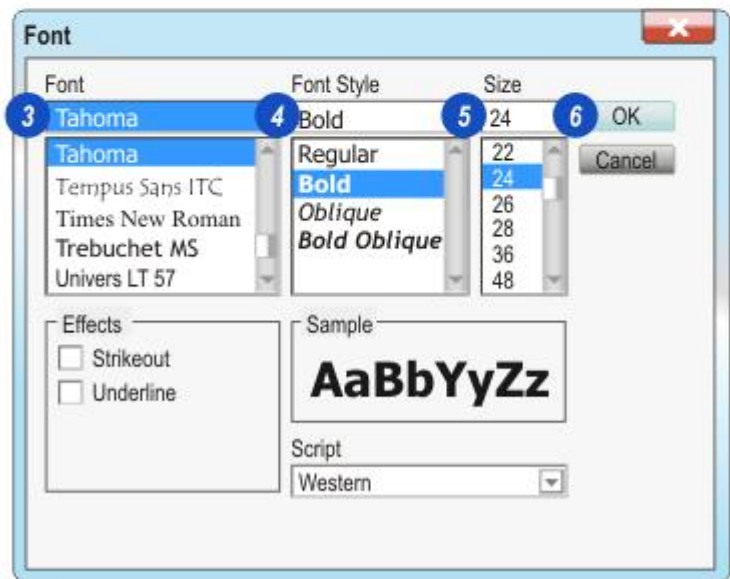 Font
Font Font Style Size
3 Tahoma 4 Bold 5 24 6 OK
Tahoma Regular 22 Cancel
Tempus Sans ITC Bold 24
Times New Roman Oblique 26
Trebuchet MS Bold Oblique 28
Univers LT 57 36
48
Effects Sample
Strikeout
Underline
AaBbYyZz
Script
Western